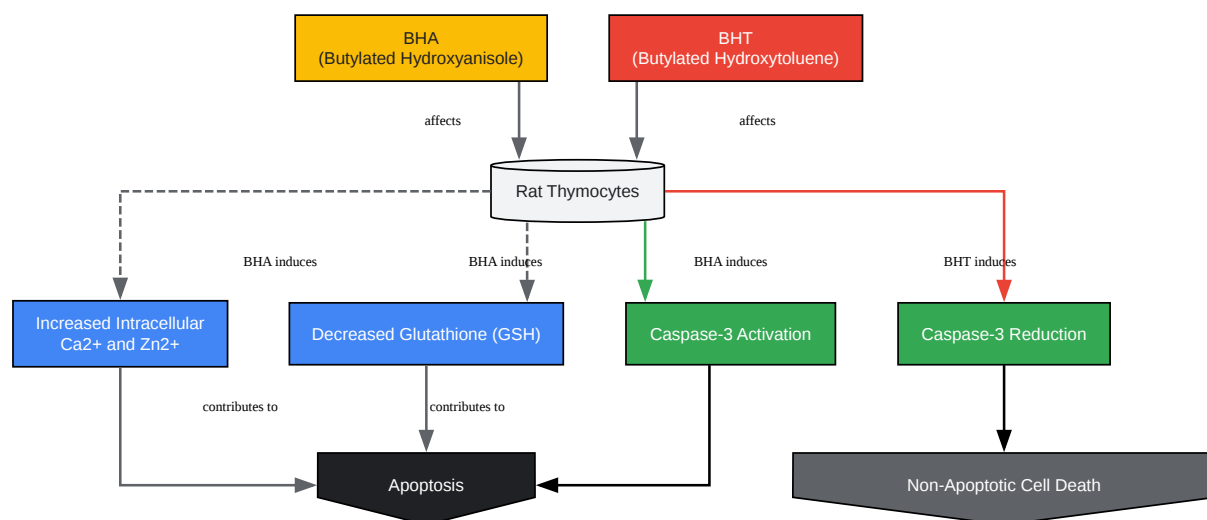 BHA
(Butylated Hydroxyanisole)
BHT
(Butylated Hydroxytoluene)
affects
affects
Rat Thymocytes
BHA induces
BHA induces
BHA induces
BHT induces
Increased Intracellular
Ca2+ and Zn2+
Decreased Glutathione (GSH)
Caspase-3 Activation
Caspase-3 Reduction
contributes to
contributes to
Apoptosis
Non-Apoptotic Cell Death